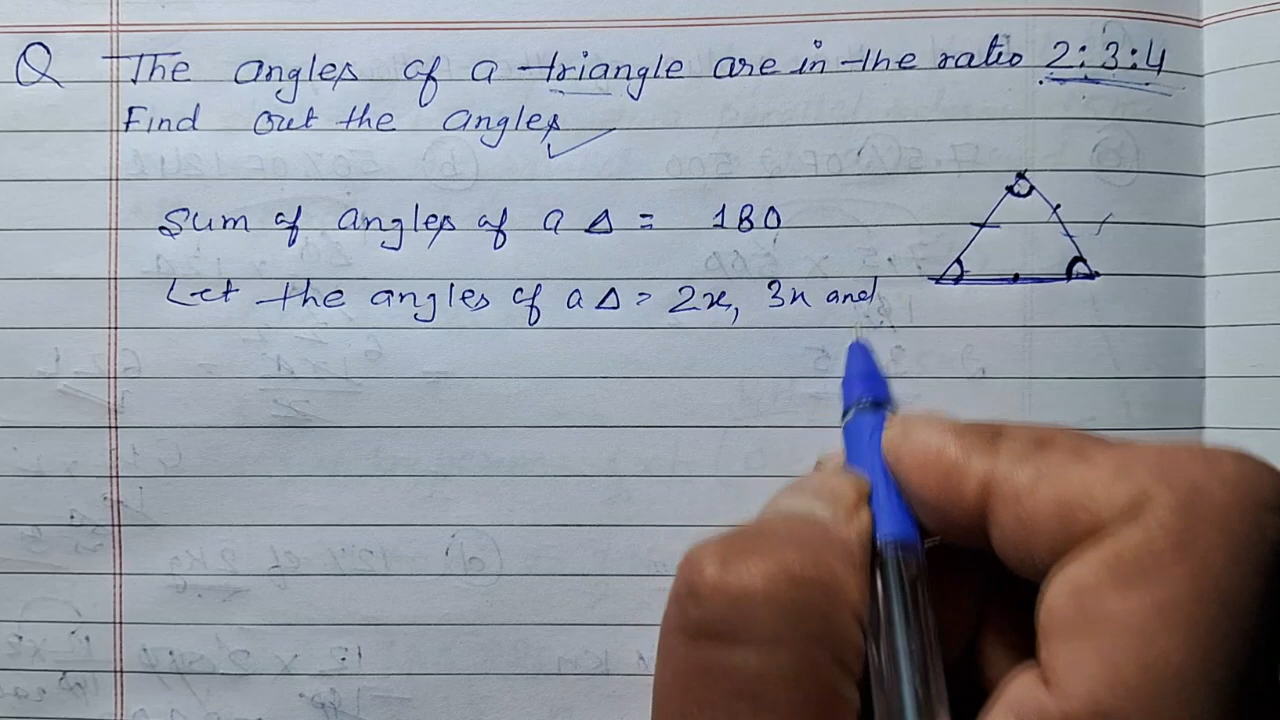 Q The angles of a triangle are in the ratio 2:3:4
Find out the angles
Sum of angles of a Δ = 180
Let the angles of a Δ = 2x, 3x and